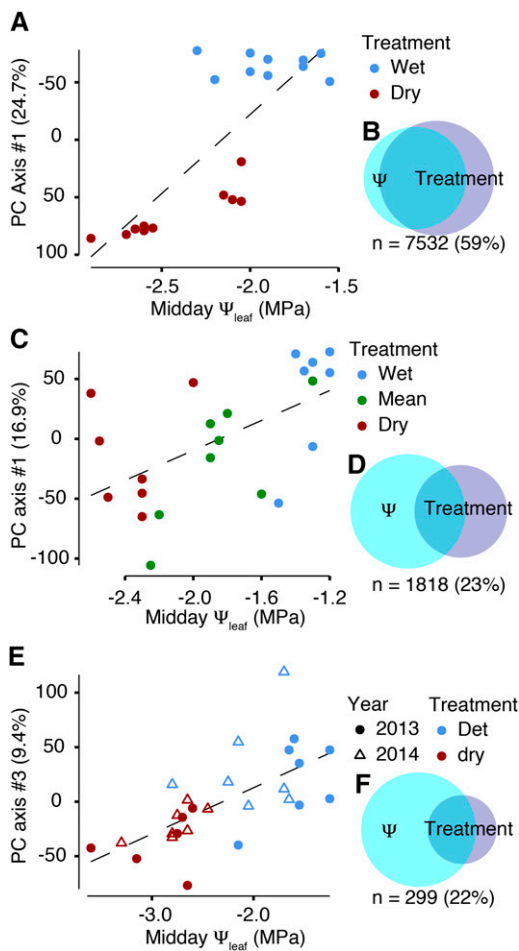 A
PC Axis #1 (24.7%)
-50
0
50
100
-2.5 -2.0 -1.5
Midday Ψleaf (MPa)
Treatment
Wet
Dry
B
Ψ Treatment
n = 7532 (59%)
C
PC axis #1 (16.9%)
50
0
-50
-100
-2.4 -2.0 -1.6 -1.2
Midday Ψleaf (MPa)
Treatment
Wet
Mean
Dry
D
Ψ Treatment
n = 1818 (23%)
E
PC axis #3 (9.4%)
100
50
0
-50
-3.0 -2.0
Midday Ψleaf (MPa)
Year Treatment
2013 Det
2014 dry
F
Ψ Treatment
n = 299 (22%)